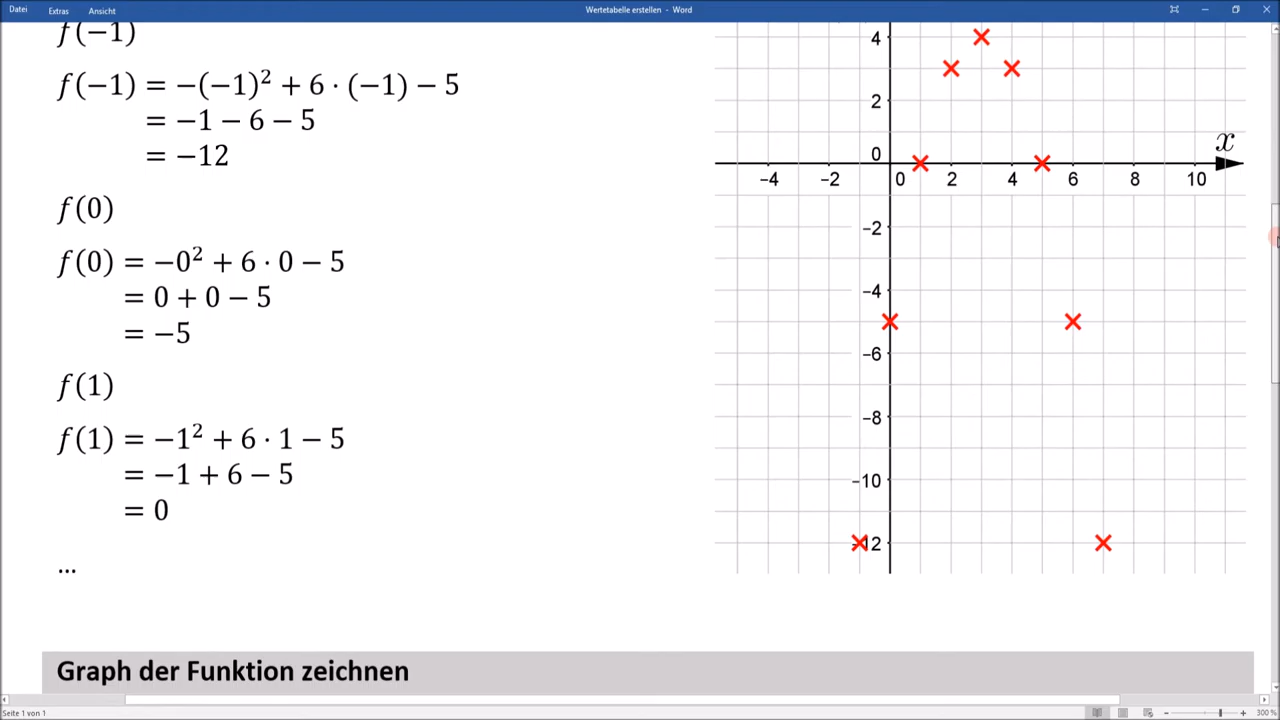 Datei Extras Ansicht Wertetabelle erstellen - Word
f(−1)
f(−1) = −(−1)² + 6 · (−1) − 5
= −1 − 6 − 5
= −12
f(0)
f(0) = −0² + 6 · 0 − 5
= 0 + 0 − 5
= −5
f(1)
f(1) = −1² + 6 · 1 − 5
= −1 + 6 − 5
= 0
...
4
2
0
x
−4 −2 0 2 4 6 8 10
−2
−4
−6
−8
−10
−12
Graph der Funktion zeichnen
Seite 1 von 1 300 %